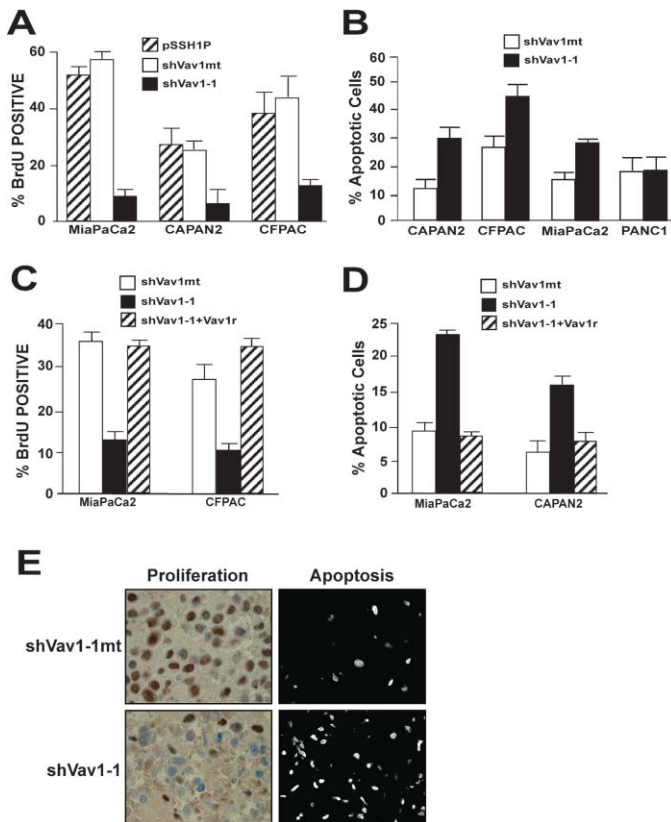 A
% BrdU POSITIVE
60
40
20
0
pSSH1P
shVav1mt
shVav1-1
MiaPaCa2 CAPAN2 CFPAC
B
% Apoptotic Cells
60
50
40
30
20
10
shVav1mt
shVav1-1
CAPAN2 CFPAC MiaPaCa2 PANC1
C
% BrdU POSITIVE
shVav1mt
shVav1-1
shVav1-1+Vav1r
40
30
20
10
0
MiaPaCa2 CFPAC
D
% Apoptotic Cells
shVav1mt
shVav1-1
shVav1-1+Vav1r
25
20
15
10
5
0
MiaPaCa2 CAPAN2
E
Proliferation Apoptosis
shVav1-1mt
shVav1-1